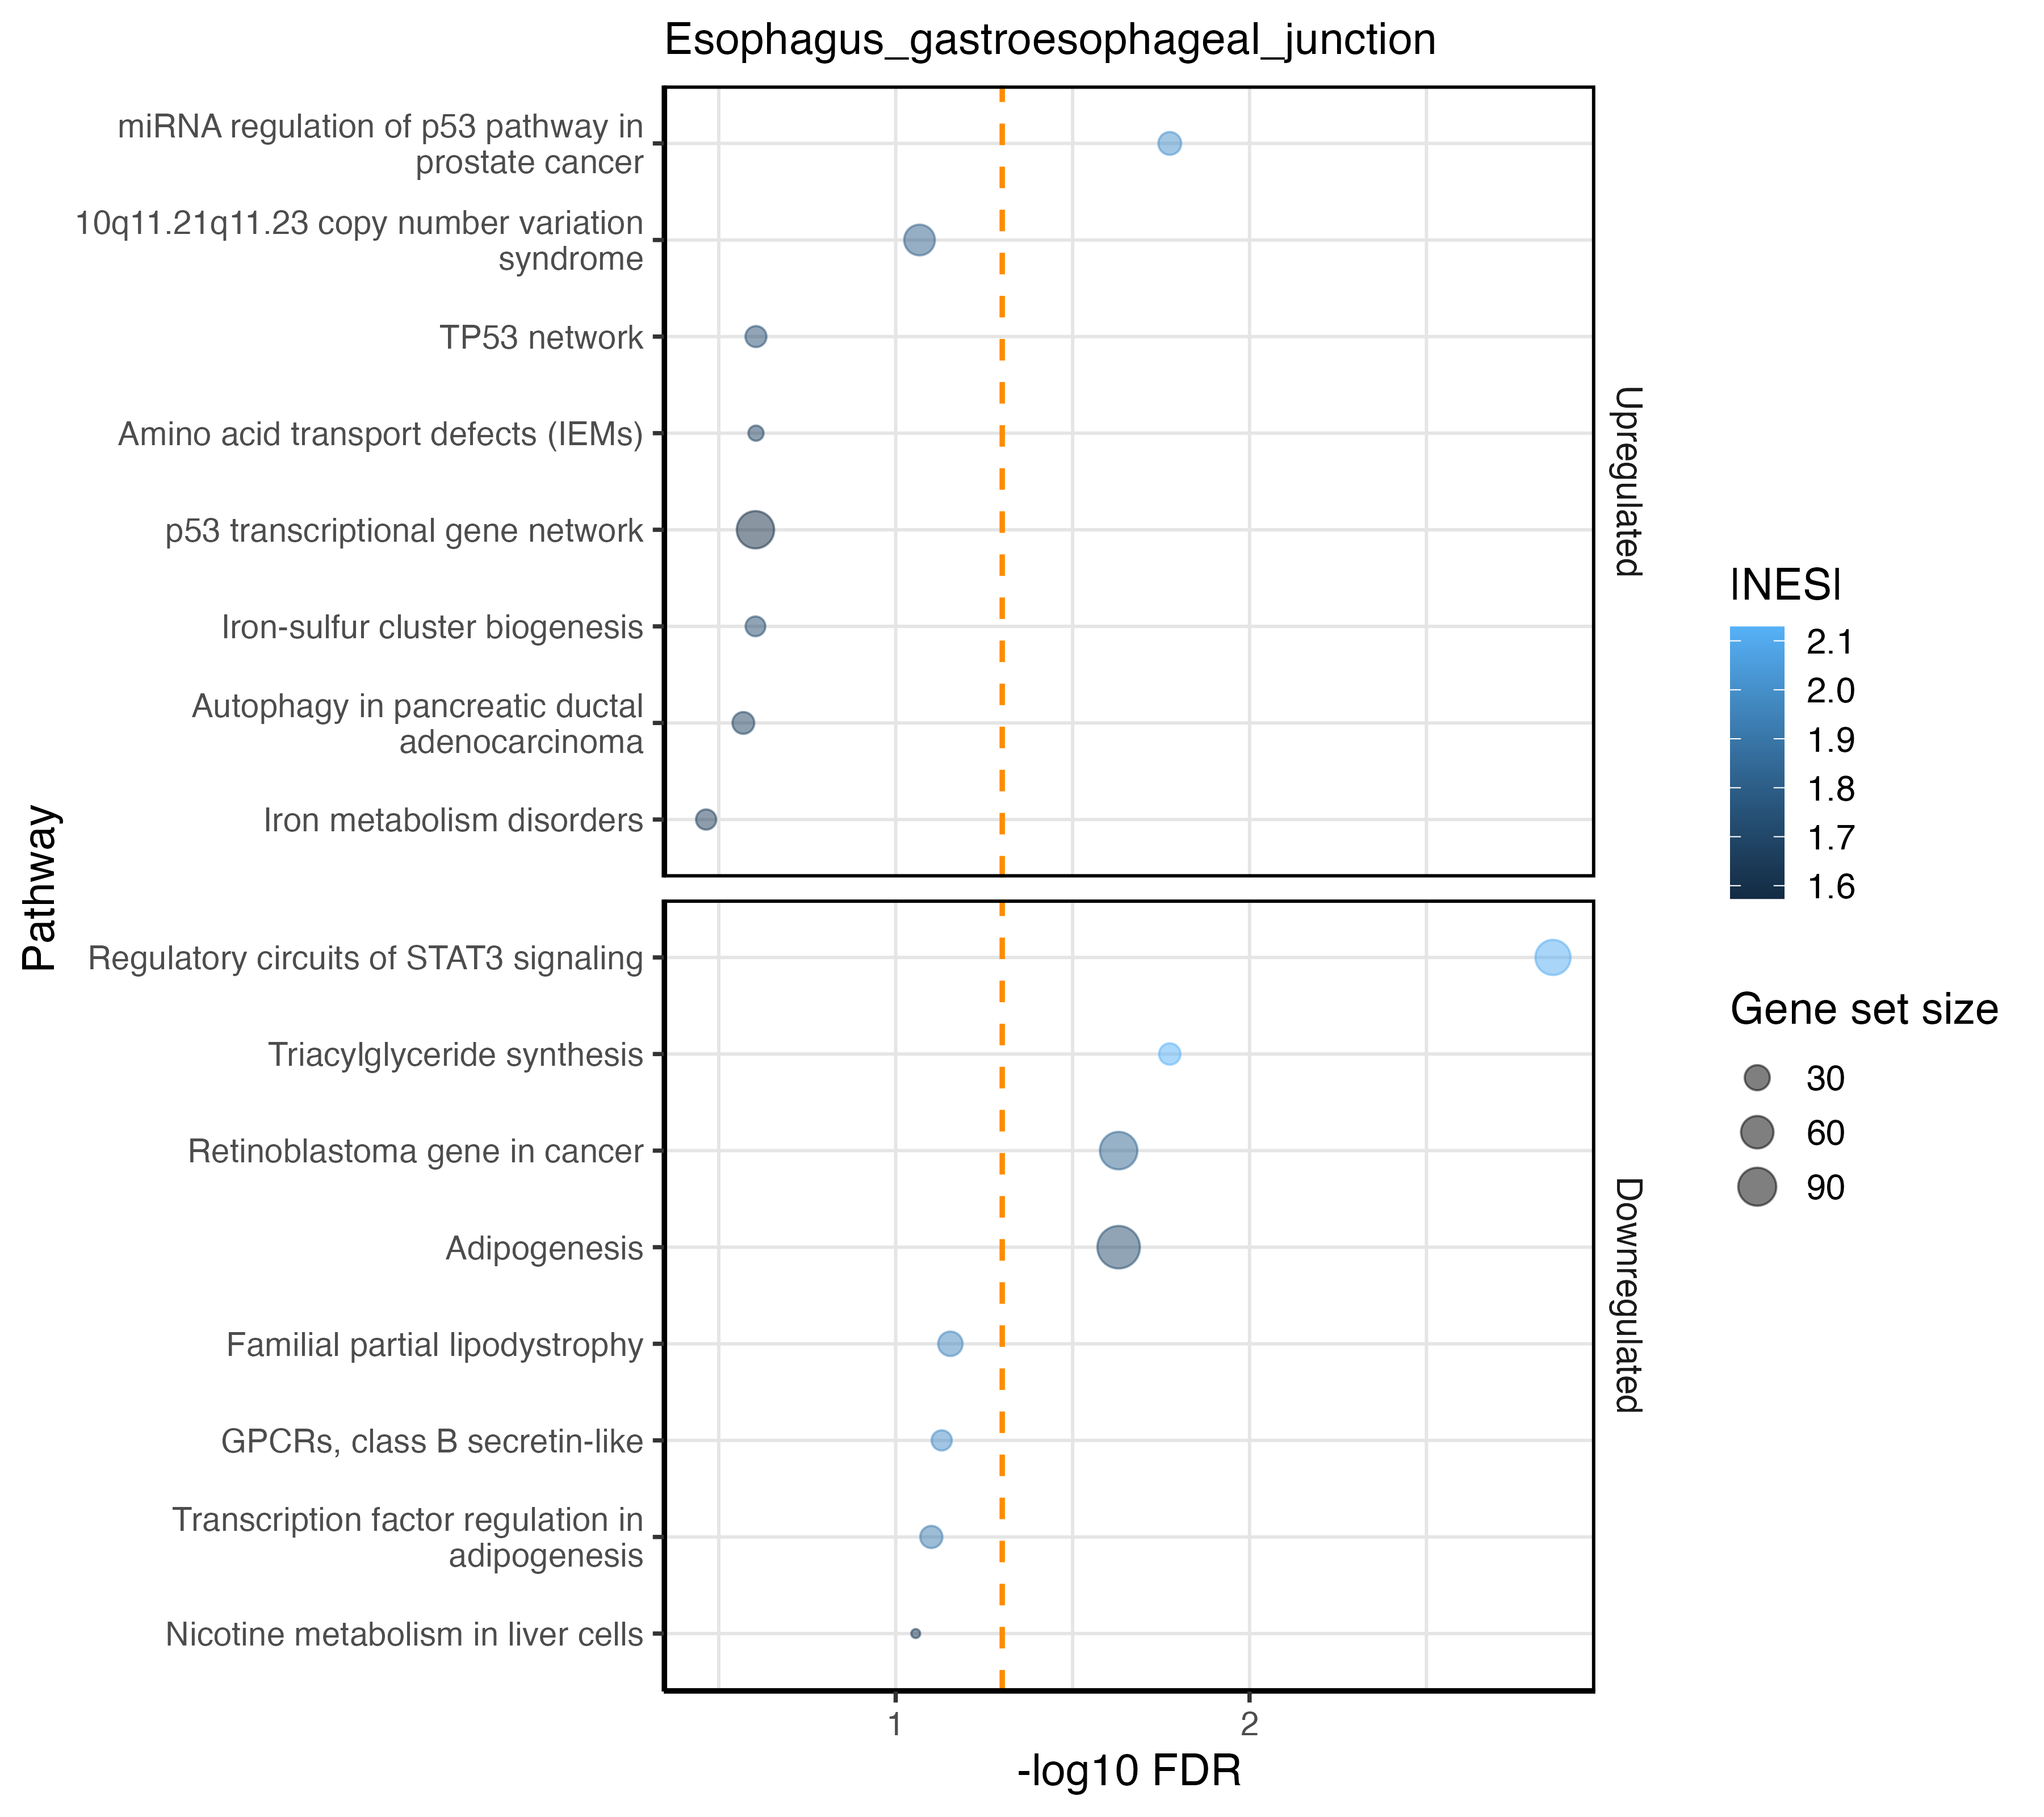 Esophagus_gastroesophageal_junction
miRNA regulation of p53 pathway in
prostate cancer
10q11.21q11.23 copy number variation
syndrome
TP53 network
Amino acid transport defects (IEMs)
p53 transcriptional gene network
Iron-sulfur cluster biogenesis
Autophagy in pancreatic ductal
adenocarcinoma
Iron metabolism disorders
Upregulated
Pathway
Regulatory circuits of STAT3 signaling
Triacylglyceride synthesis
Retinoblastoma gene in cancer
Adipogenesis
Familial partial lipodystrophy
GPCRs, class B secretin-like
Transcription factor regulation in
adipogenesis
Nicotine metabolism in liver cells
Downregulated
1
2
-log10 FDR
|NES|
2.1
2.0
1.9
1.8
1.7
1.6
Gene set size
30
60
90